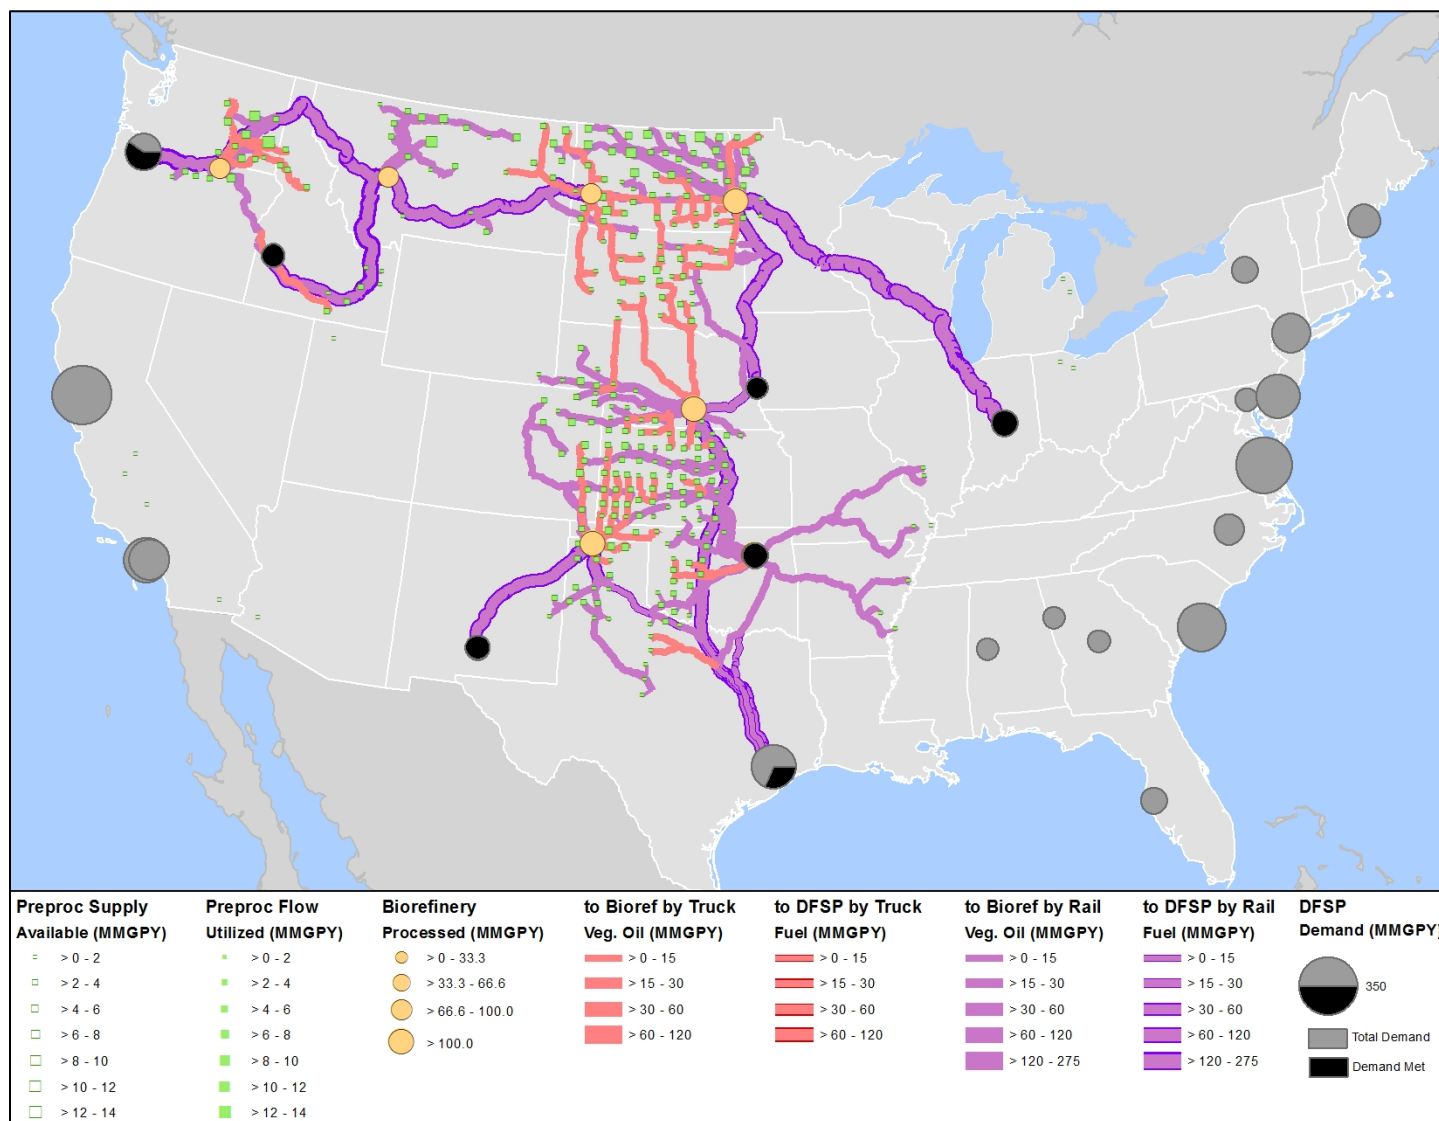 Preproc Supply
Available (MMGPY)
> 0 - 2
> 2 - 4
> 4 - 6
> 6 - 8
> 8 - 10
> 10 - 12
> 12 - 14
Preproc Flow
Utilized (MMGPY)
> 0 - 2
> 2 - 4
> 4 - 6
> 6 - 8
> 8 - 10
> 10 - 12
> 12 - 14
Biorefinery
Processed (MMGPY)
> 0 - 33.3
> 33.3 - 66.6
>66.6 - 100.0
> 100.0
to Bioref by Truck
Veg. Oil (MMGPY)
> 0 - 15
> 15 - 30
> 30 - 60
> 60 - 120
to DFSP by Truck
Fuel (MMGPY)
> 0 - 15
> 15 - 30
> 30 - 60
> 60 - 120
to Bioref by Rail
Veg. Oil (MMGPY)
> 0 - 15
> 15 - 30
> 30 - 60
> 60 - 120
> 120 - 275
to DFSP by Rail
Fuel (MMGPY)
> 0 - 15
> 15 - 30
> 30 - 60
> 60 - 120
> 120 - 275
DFSP
Demand (MMGPY)
350
Total Demand
Demand Met